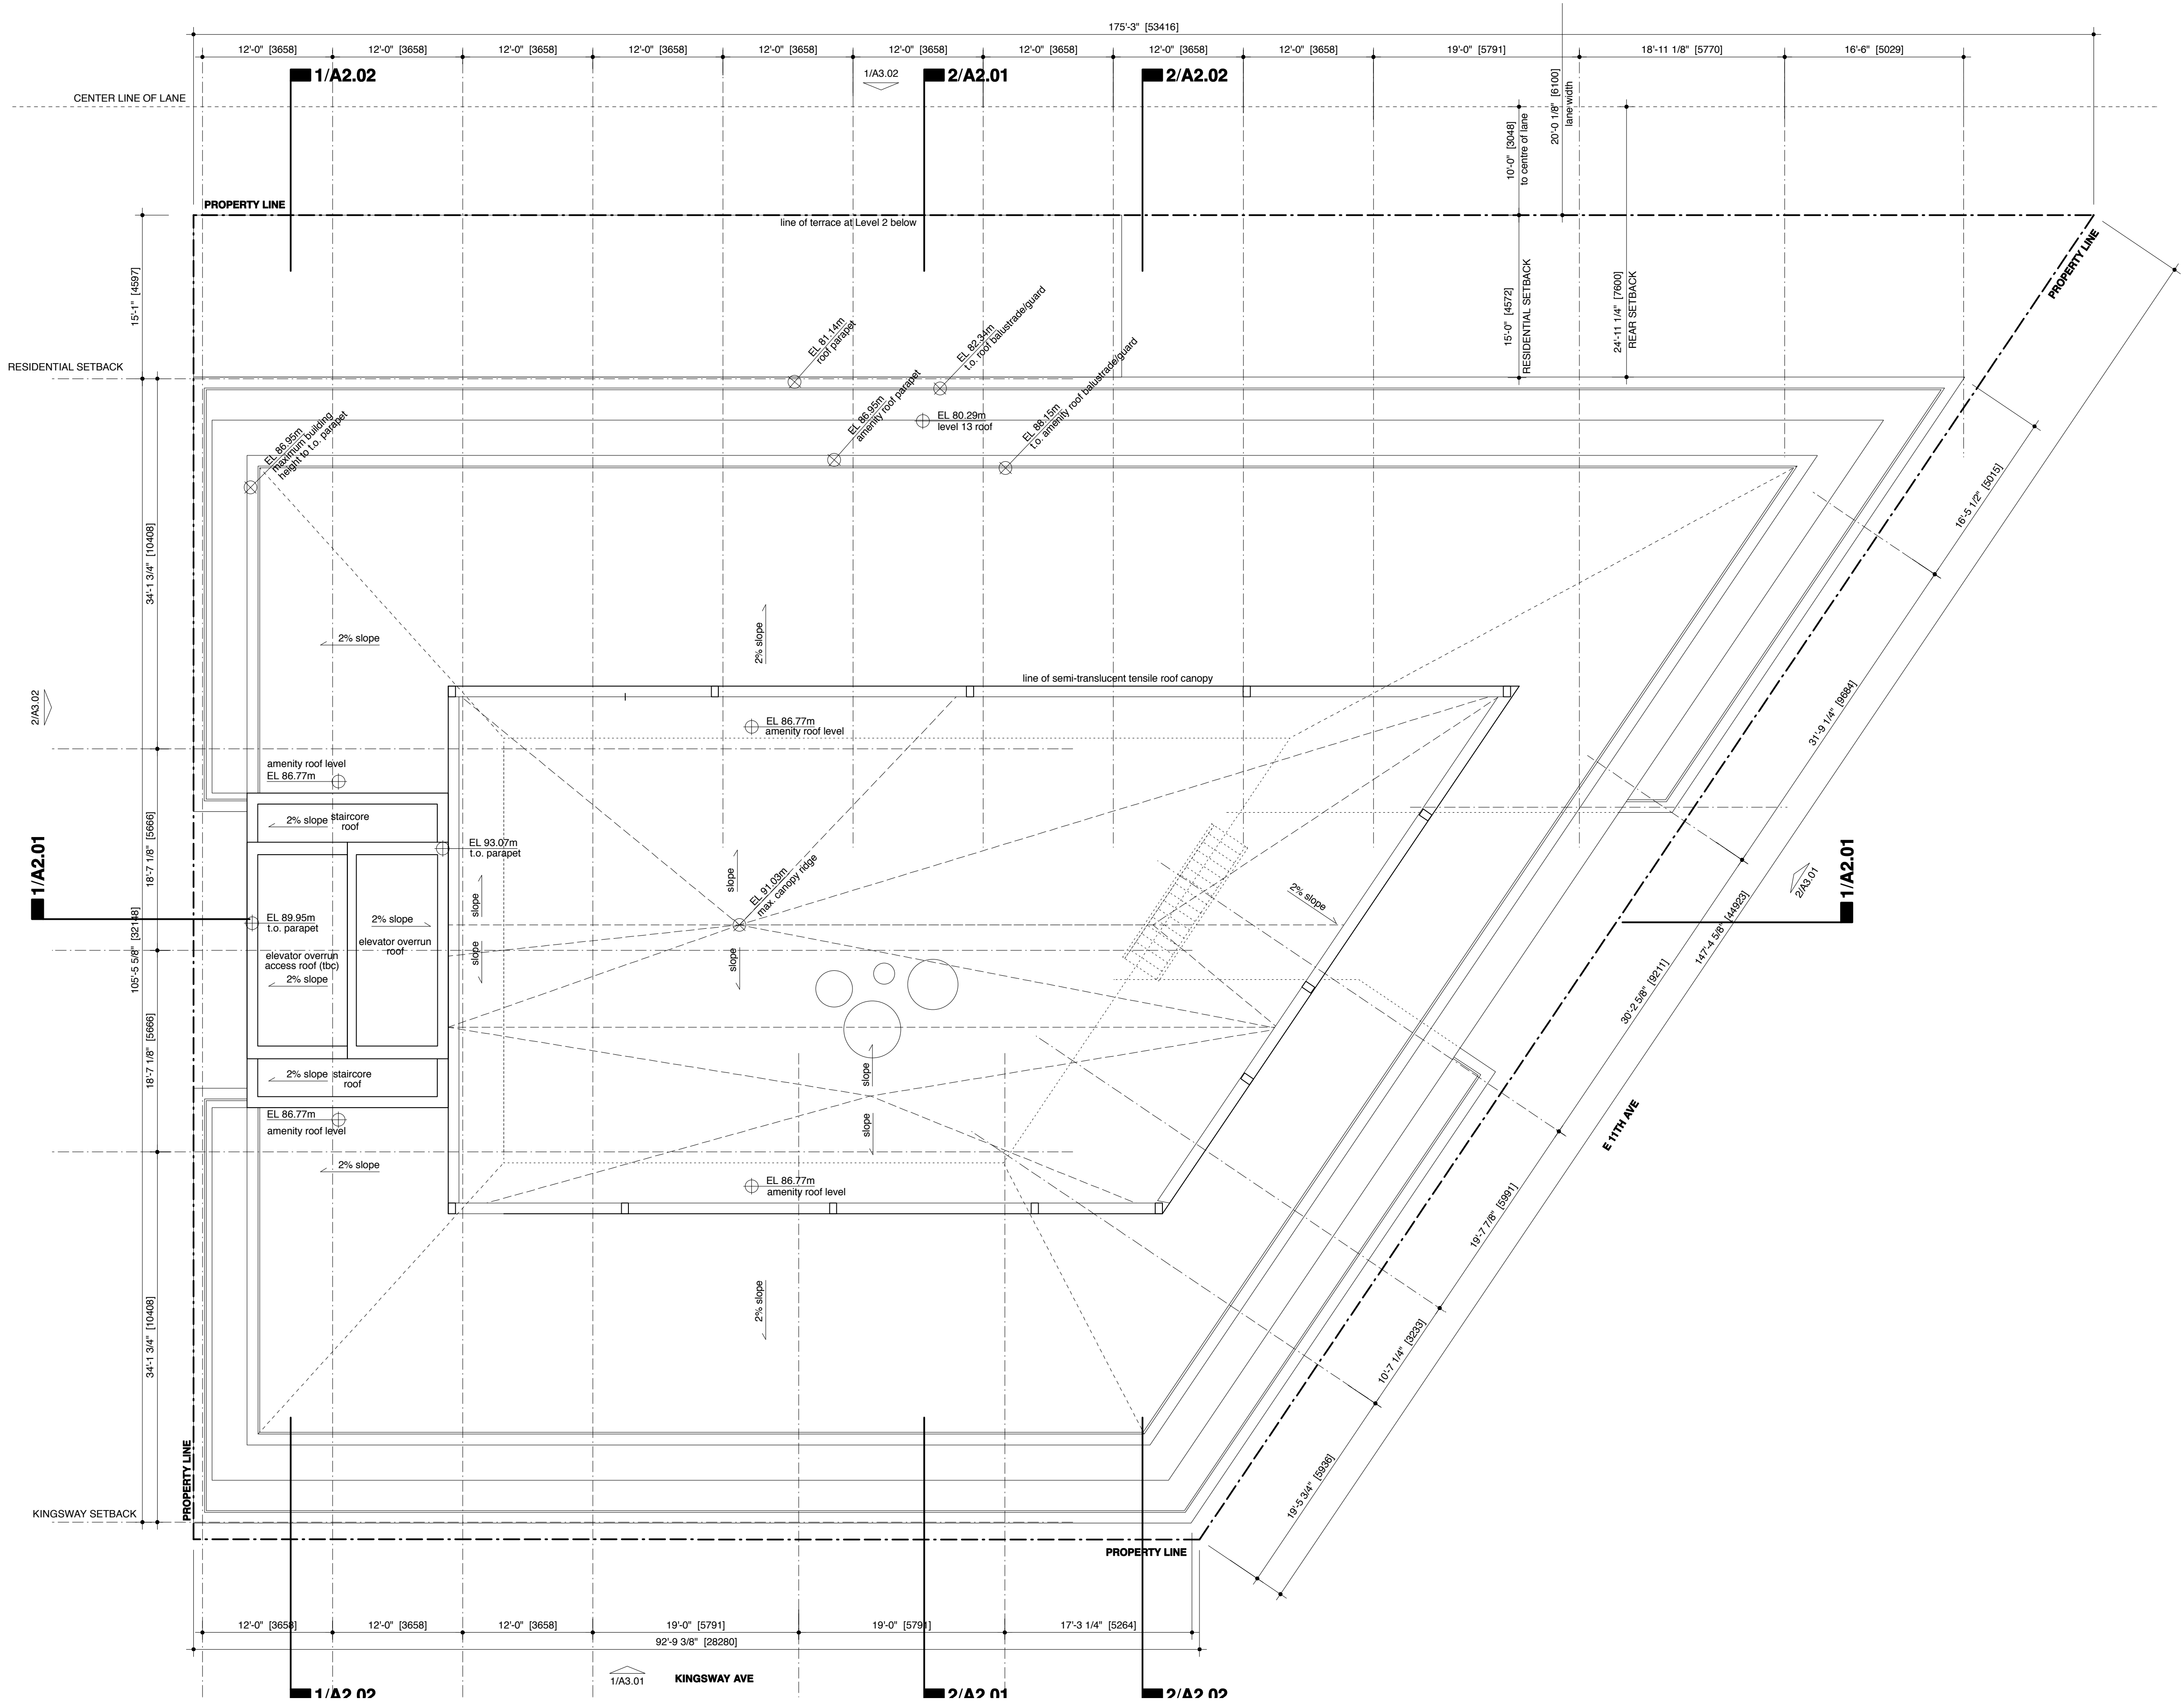 175'-3" [53416]
12'-0" [3658]
12'-0" [3658]
12'-0" [3658]
12'-0" [3658]
12'-0" [3658]
12'-0" [3658]
12'-0" [3658]
12'-0" [3658]
12'-0" [3658]
19'-0" [5791]
18'-11 1/8" [5770]
16'-6" [5029]
1/A2.02
1/A3.02
2/A2.01
2/A2.02
CENTER LINE OF LANE
10'-0" [3048]
to centre of lane
20'-0 1/8" [6100]
lane width
PROPERTY LINE
line of terrace at Level 2 below
PROPERTY LINE
15'-1" [4597]
15'-0" [4572]
RESIDENTIAL SETBACK
24'-11 1/4" [7600]
REAR SETBACK
RESIDENTIAL SETBACK
EL 81.14m
roof parapet
EL 82.34m
t.o. roof balustrade/guard
EL 86.95m
maximum building
height to t.o. parapet
EL 86.95m
amenity roof parapet
EL 80.29m
level 13 roof
EL 88.15m
t.o. amenity roof balustrade/guard
16'-5 1/2" [5015]
34'-1 3/4" [10408]
2% slope
2% slope
line of semi-translucent tensile roof canopy
2/A3.02
EL 86.77m
amenity roof level
31'-9 1/4" [9684]
amenity roof level
EL 86.77m
2% slope
staircore
roof
18'-7 1/8" [5666]
EL 93.07m
t.o. parapet
slope
EL 91.03m
max. canopy ridge
slope
2% slope
1/A2.01
2/A3.01
1/A2.01
EL 89.95m
t.o. parapet
2% slope
elevator overrun
roof
elevator overrun
access roof (tbc)
2% slope
slope
slope
105'-5 5/8" [32148]
147'-4 5/8" [44923]
30'-2 5/8" [9211]
18'-7 1/8" [5666]
2% slope
staircore
roof
slope
slope
EL 86.77m
amenity roof level
2% slope
EL 86.77m
amenity roof level
E 11TH AVE
19'-7 7/8" [5991]
34'-1 3/4" [10408]
2% slope
10'-7 1/4" [3233]
19'-5 3/4" [5936]
PROPERTY LINE
KINGSWAY SETBACK
PROPERTY LINE
12'-0" [3658]
12'-0" [3658]
12'-0" [3658]
19'-0" [5791]
19'-0" [5791]
17'-3 1/4" [5264]
92'-9 3/8" [28280]
1/A3.01
KINGSWAY AVE
1/A2.02
2/A2.01
2/A2.02